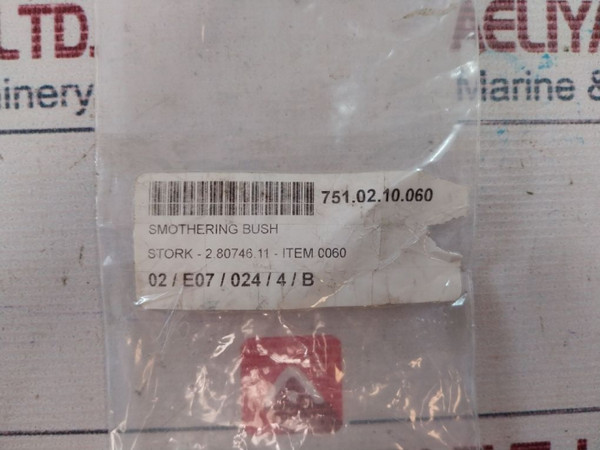 LTD.
AELIYA
inery
Marine &
751.02.10.060
SMOTHERING BUSH
STORK - 2.80746.11 - ITEM 0060
02 / E07 / 024 / 4 / B